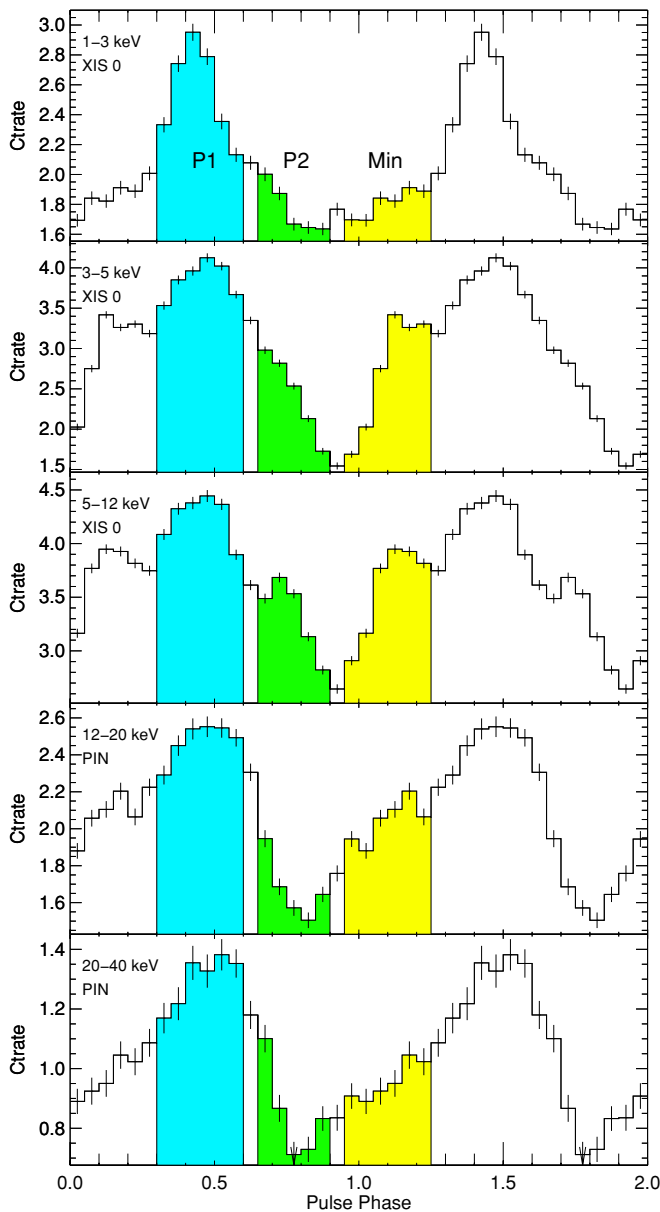 3.0
1–3 keV
2.8
XIS 0
2.6
Ctrate
2.4
2.2
P1 P2 Min
2.0
1.8
1.6
4.0
3–5 keV
XIS 0
3.5
Ctrate
3.0
2.5
2.0
1.5
4.5
5–12 keV
XIS 0
4.0
Ctrate
3.5
3.0
2.6
12–20 keV
PIN
2.4
2.2
Ctrate
2.0
1.8
1.6
1.4
20–40 keV
PIN
1.2
Ctrate
1.0
0.8
0.0 0.5 1.0 1.5 2.0
Pulse Phase